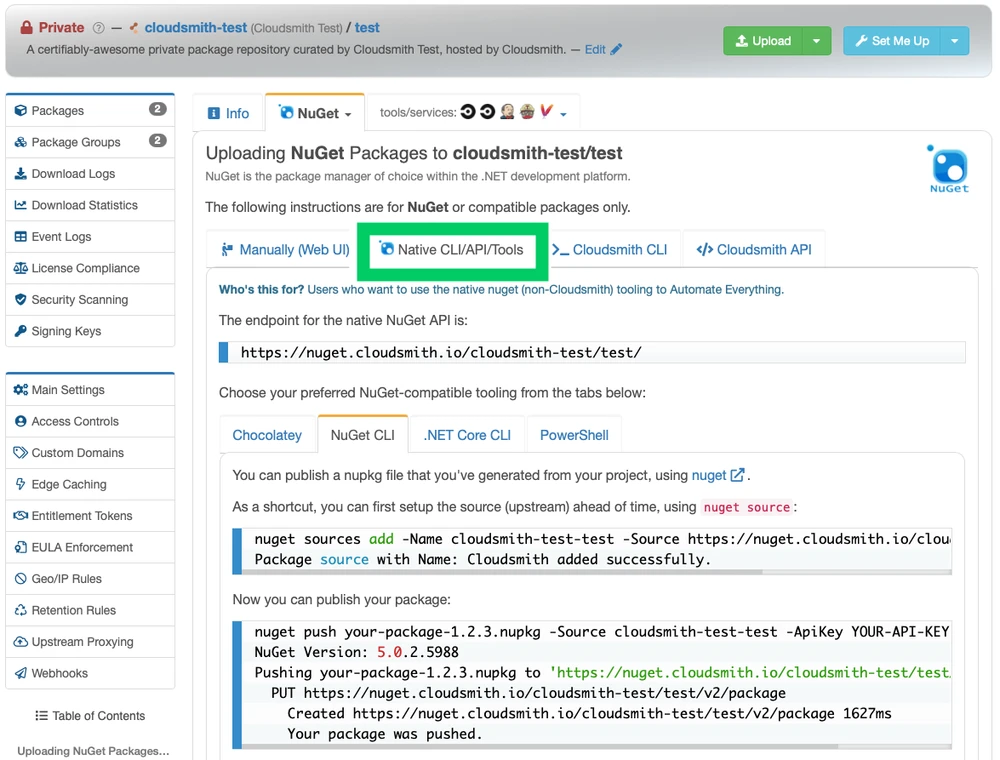 Private — cloudsmith-test (Cloudsmith Test) / test
A certifiably-awesome private package repository curated by Cloudsmith Test, hosted by Cloudsmith. — Edit
Upload
Set Me Up
Packages 2
Package Groups 2
Download Logs
Download Statistics
Event Logs
License Compliance
Security Scanning
Signing Keys
Main Settings
Access Controls
Custom Domains
Edge Caching
Entitlement Tokens
EULA Enforcement
Geo/IP Rules
Retention Rules
Upstream Proxying
Webhooks
Table of Contents
Uploading NuGet Packages...
Info NuGet tools/services:
Uploading NuGet Packages to cloudsmith-test/test
NuGet is the package manager of choice within the .NET development platform.
NuGet
The following instructions are for NuGet or compatible packages only.
Manually (Web UI) Native CLI/API/Tools Cloudsmith CLI Cloudsmith API
Who's this for? Users who want to use the native nuget (non-Cloudsmith) tooling to Automate Everything.
The endpoint for the native NuGet API is:
https://nuget.cloudsmith.io/cloudsmith-test/test/
Choose your preferred NuGet-compatible tooling from the tabs below:
Chocolatey NuGet CLI .NET Core CLI PowerShell
You can publish a nupkg file that you've generated from your project, using nuget .
As a shortcut, you can first setup the source (upstream) ahead of time, using nuget source:
nuget sources add -Name cloudsmith-test-test -Source https://nuget.cloudsmith.io/clou
Package source with Name: Cloudsmith added successfully.
Now you can publish your package:
nuget push your-package-1.2.3.nupkg -Source cloudsmith-test-test -ApiKey YOUR-API-KEY
NuGet Version: 5.0.2.5988
Pushing your-package-1.2.3.nupkg to 'https://nuget.cloudsmith.io/cloudsmith-test/test
PUT https://nuget.cloudsmith.io/cloudsmith-test/test/v2/package
Created https://nuget.cloudsmith.io/cloudsmith-test/test/v2/package 1627ms
Your package was pushed.